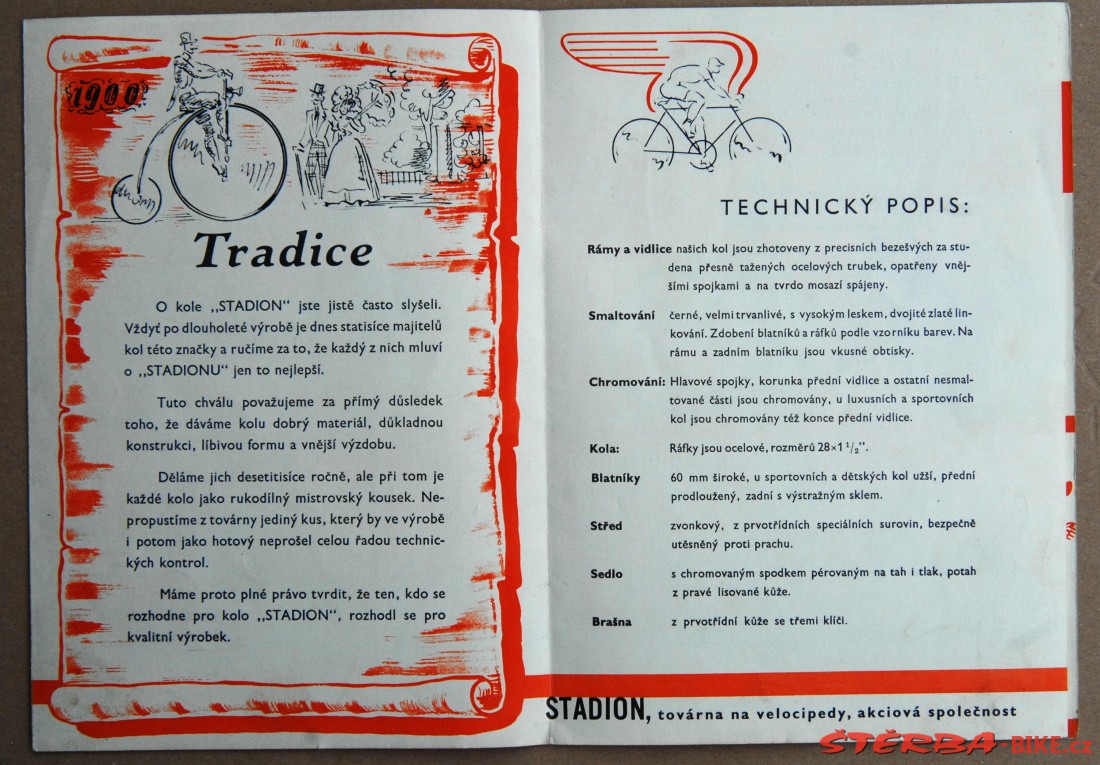 1900
Tradice
O kole „STADION" jste jistě často slyšeli.
Vždyť po dlouholeté výrobě je dnes statisíce majitelů
kol této značky a ručíme za to, že každý z nich mluví
o „STADIONU" jen to nejlepší.
Tuto chválu považujeme za přímý důsledek
toho, že dáváme kolu dobrý materiál, důkladnou
konstrukci, líbivou formu a vnější výzdobu.
Děláme jich desetitisíce ročně, ale při tom je
každé kolo jako rukodílný mistrovský kousek. Ne-
propustíme z továrny jediný kus, který by ve výrobě
i potom jako hotový neprošel celou řadou technic-
kých kontrol.
Máme proto plné právo tvrdit, že ten, kdo se
rozhodne pro kolo „STADION", rozhodl se pro
kvalitní výrobek.
TECHNICKÝ POPIS:
Rámy a vidlice našich kol jsou zhotoveny z precisních bezešvých za stu-
dena přesně tažených ocelových trubek, opatřeny vněj-
šími spojkami a na tvrdo mosazí spájeny.
Smaltování černé, velmi trvanlivé, s vysokým leskem, dvojité zlaté lin-
kování. Zdobení blatníků a ráfků podle vzorníku barev. Na
rámu a zadním blatníku jsou vkusné obtisky.
Chromování: Hlavové spojky, korunka přední vidlice a ostatní nesmal-
tované části jsou chromovány, u luxusních a sportovních
kol jsou chromovány též konce přední vidlice.
Kola: Ráfky jsou ocelové, rozměrů 28×1 1/2".
Blatníky 60 mm široké, u sportovních a dětských kol užší, přední
prodloužený, zadní s výstražným sklem.
Střed zvonkový, z prvotřídních speciálních surovin, bezpečně
utěsněný proti prachu.
Sedlo s chromovaným spodkem pérovaným na tah i tlak, potah
z pravé lisované kůže.
Brašna z prvotřídní kůže se třemi klíči.
STADION, továrna na velocipedy, akciová společnost
ŠTĚRBA-BIKE.cz